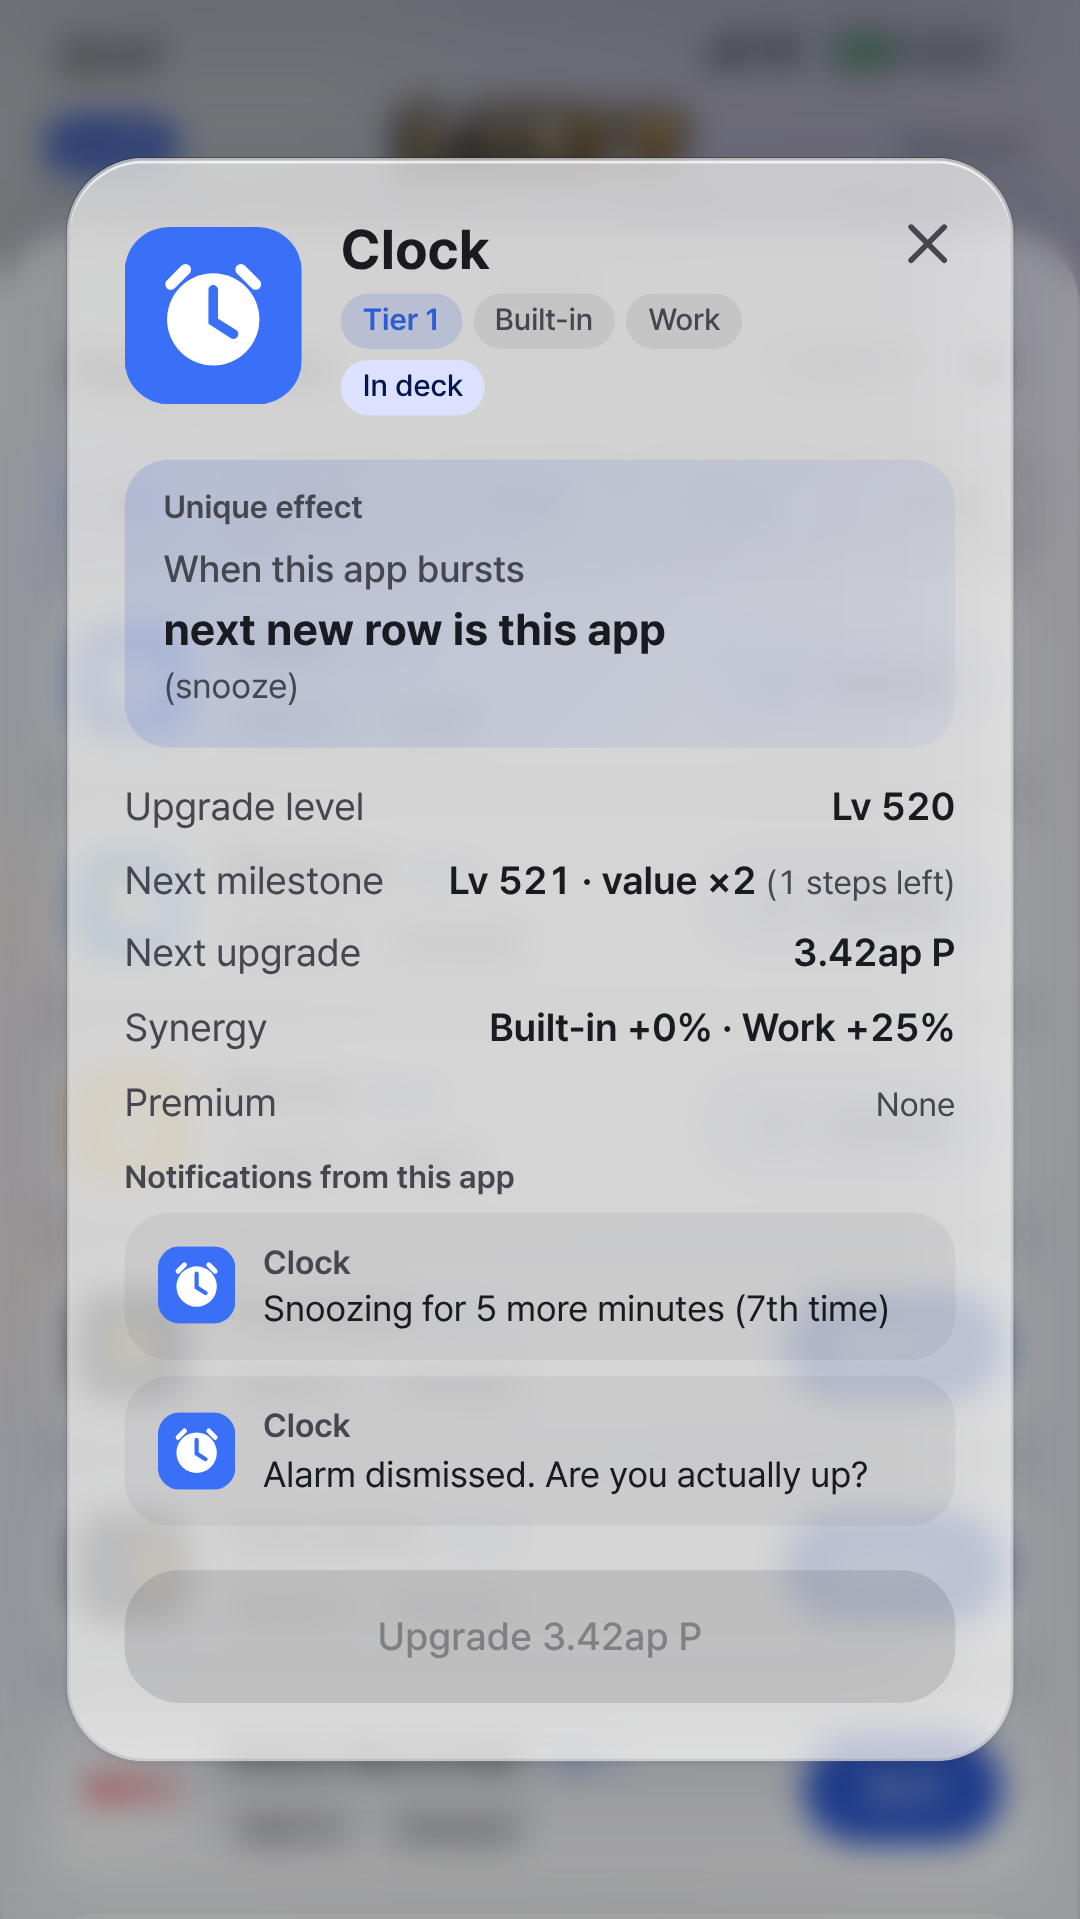 Clock
Tier 1
Built-in
Work
In deck
Unique effect
When this app bursts
next new row is this app
(snooze)
Upgrade level Lv 520
Next milestone Lv 521 · value ×2 (1 steps left)
Next upgrade 3.42ap P
Synergy Built-in +0% · Work +25%
Premium None
Notifications from this app
Clock
Snoozing for 5 more minutes (7th time)
Clock
Alarm dismissed. Are you actually up?
Upgrade 3.42ap P